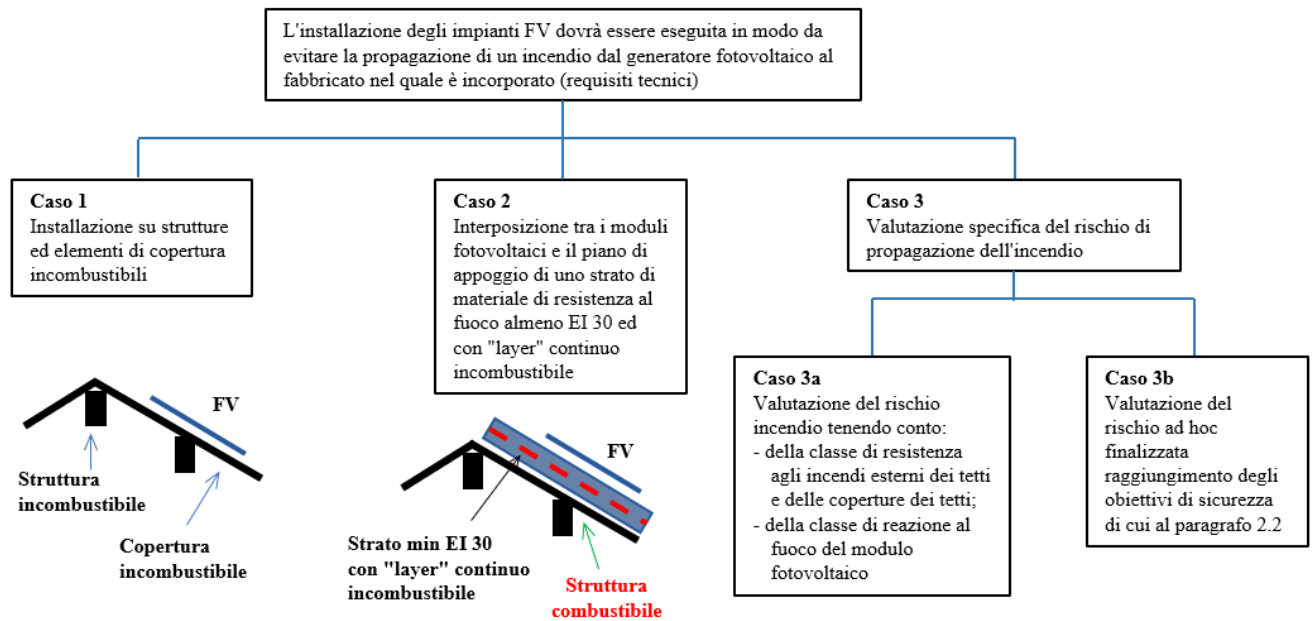 L'installazione degli impianti FV dovrà essere eseguita in modo da
evitare la propagazione di un incendio dal generatore fotovoltaico al
fabbricato nel quale è incorporato (requisiti tecnici)
Caso 1
Installazione su strutture
ed elementi di copertura
incombustibili
Caso 2
Interposizione tra i moduli
fotovoltaici e il piano di
appoggio di uno strato di
materiale di resistenza al
fuoco almeno EI 30 ed
con "layer" continuo
incombustibile
Caso 3
Valutazione specifica del rischio di
propagazione dell'incendio
Caso 3a
Valutazione del rischio
incendio tenendo conto:
- della classe di resistenza
agli incendi esterni dei tetti
e delle coperture dei tetti;
- della classe di reazione al
fuoco del modulo
fotovoltaico
Caso 3b
Valutazione del
rischio ad hoc
finalizzata
raggiungimento degli
obiettivi di sicurezza
di cui al paragrafo 2.2
FV
Struttura
incombustibile
Copertura
incombustibile
FV
Strato min EI 30
con "layer" continuo
incombustibile
Struttura
combustibile